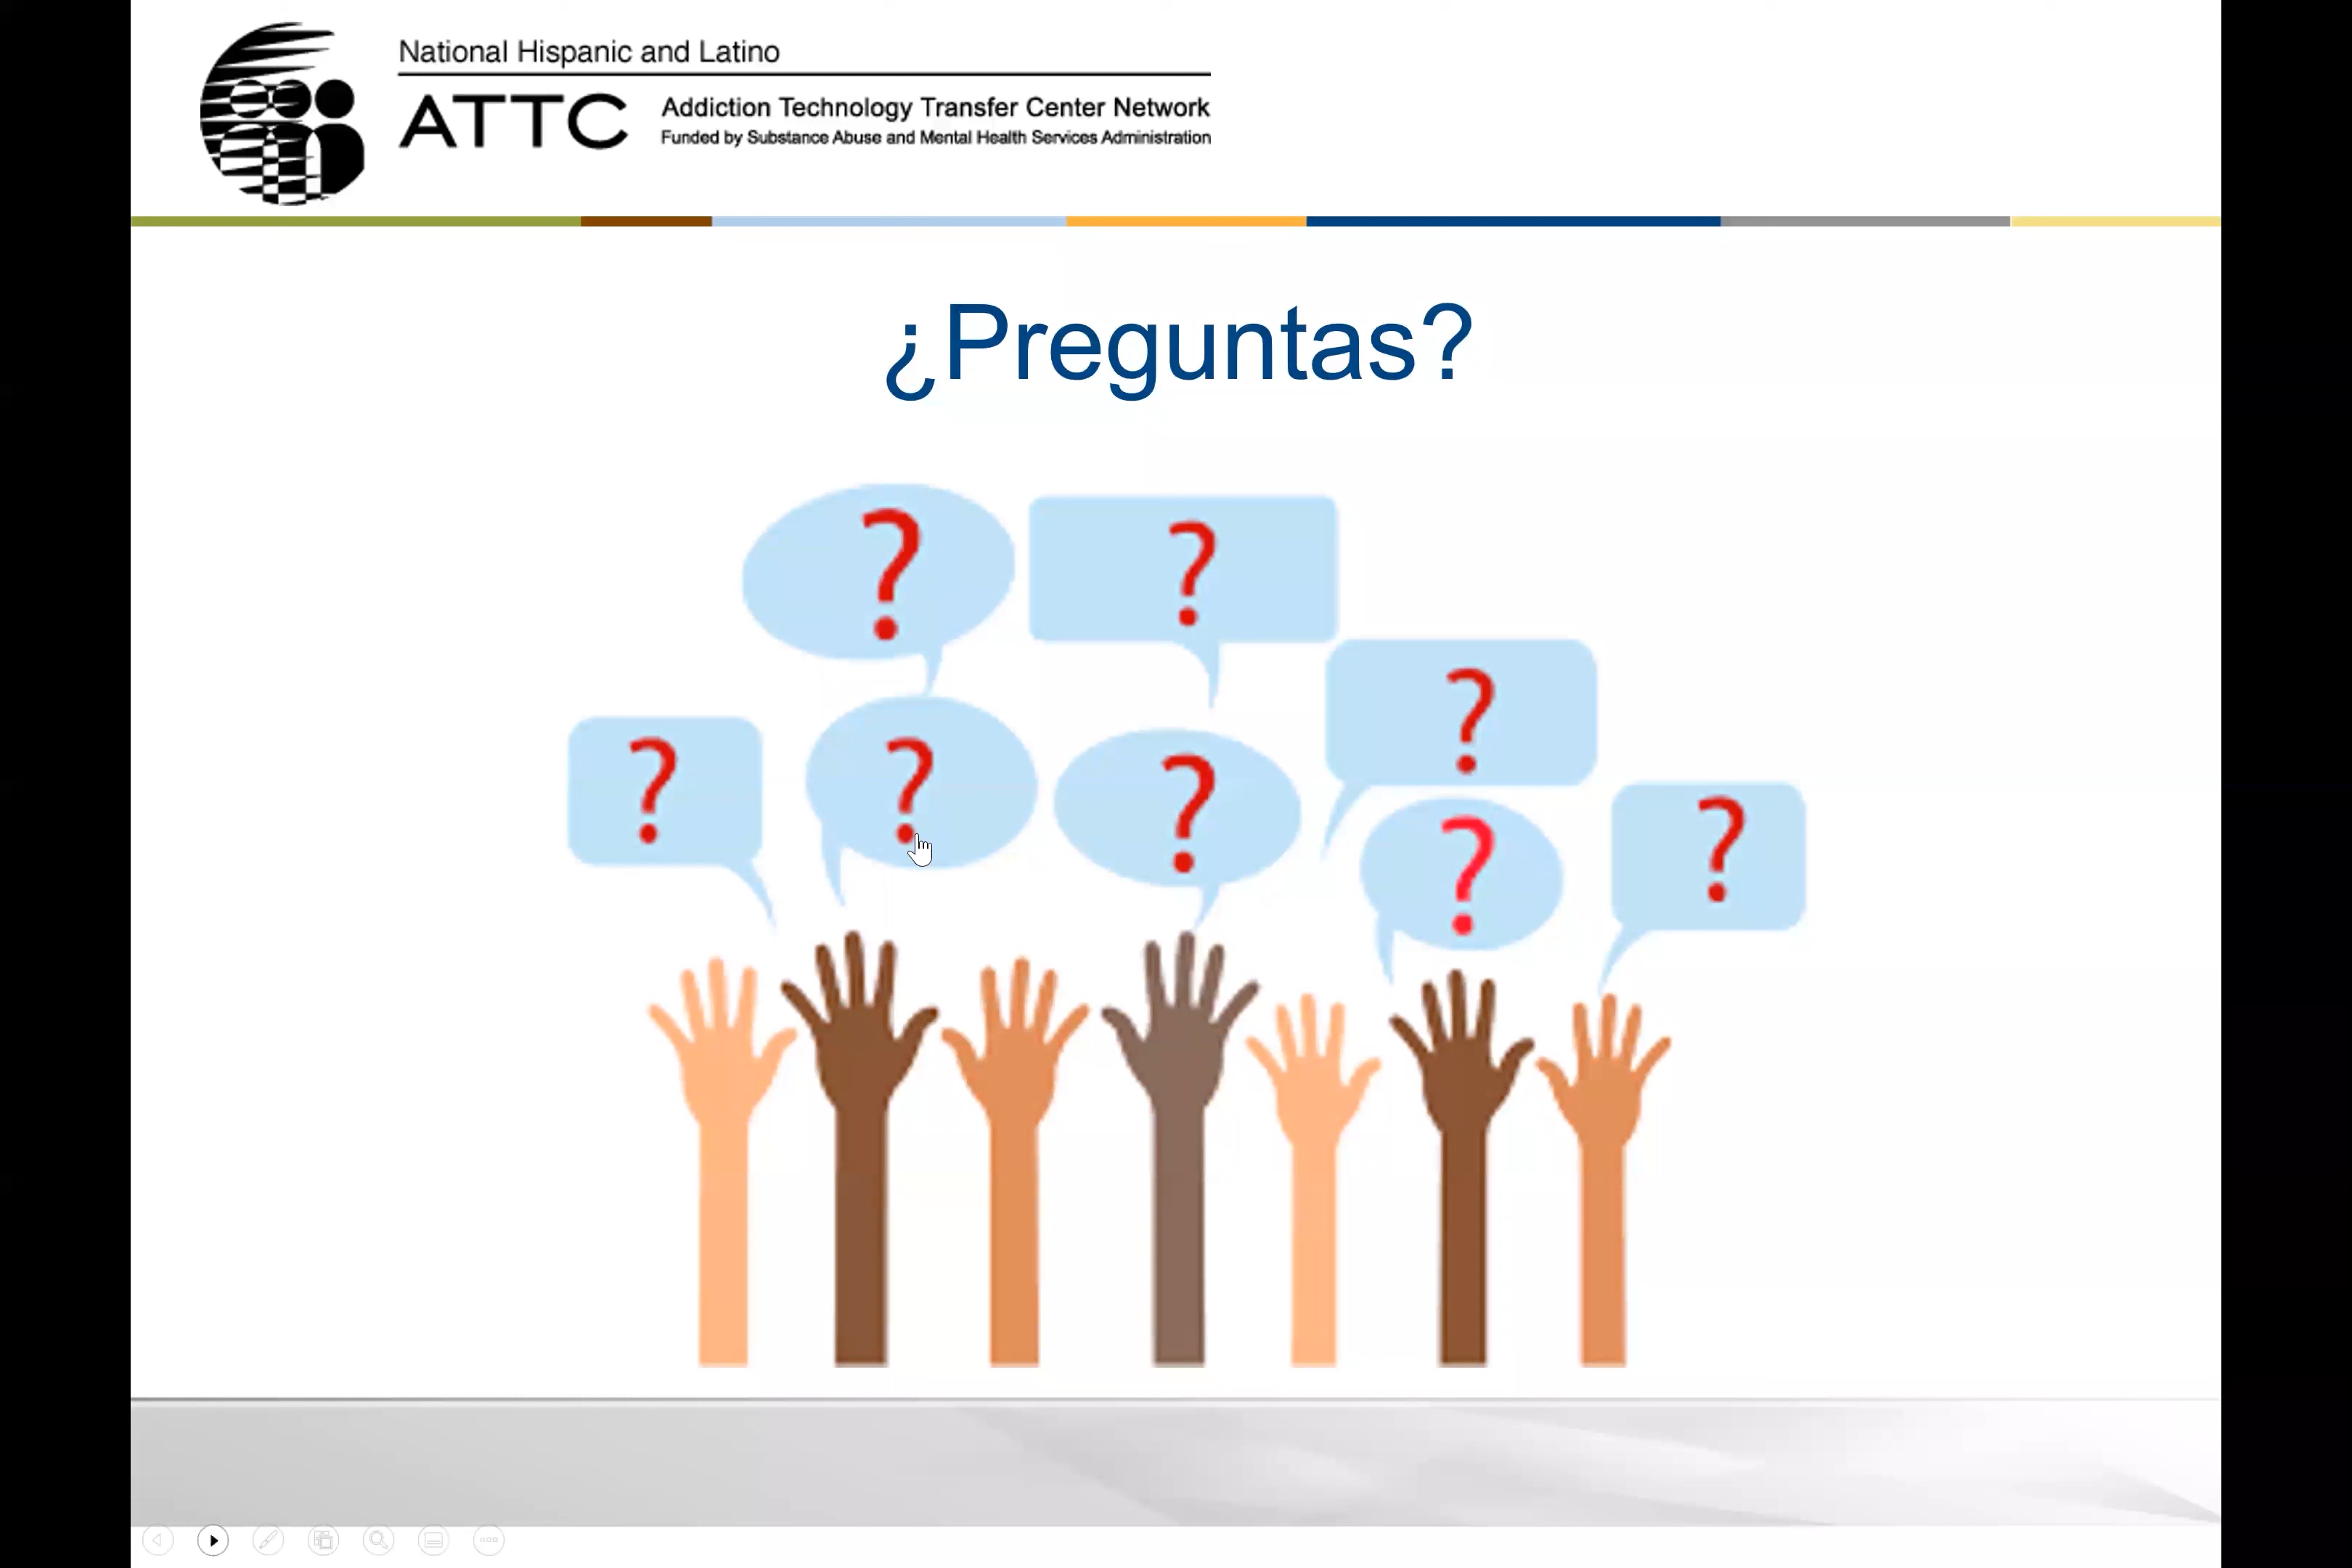 National Hispanic and Latino
ATTC
Addiction Technology Transfer Center Network
Funded by Substance Abuse and Mental Health Services Administration
¿Preguntas?
? ?
?
? ? ?
? ?